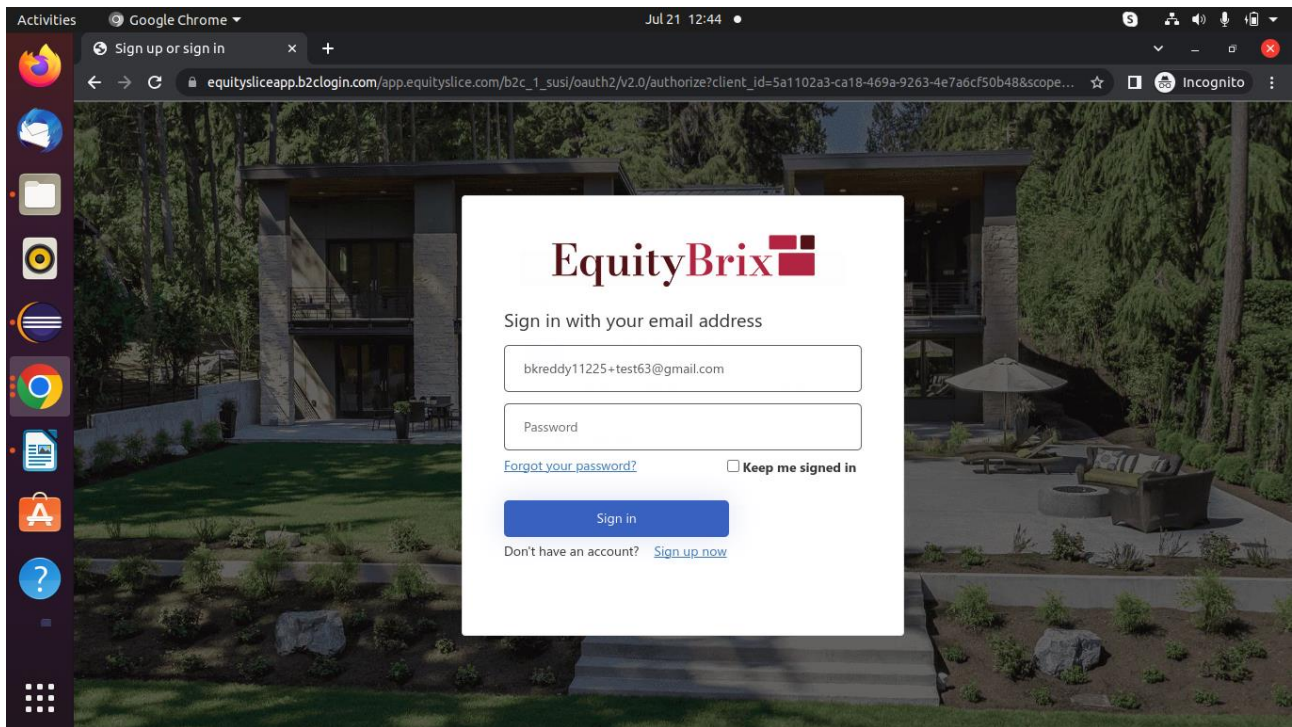 Activities Google Chrome Jul 21 12:44
Sign up or sign in
equitysliceapp.b2clogin.com/app.equityslice.com/b2c_1_susi/oauth2/v2.0/authorize?client_id=5a1102a3-ca18-469a-9263-4e7a6cf50b48&scope... Incognito
EquityBrix
Sign in with your email address
bkreddy11225+test63@gmail.com
Password
Forgot your password? Keep me signed in
Sign in
Don't have an account? Sign up now